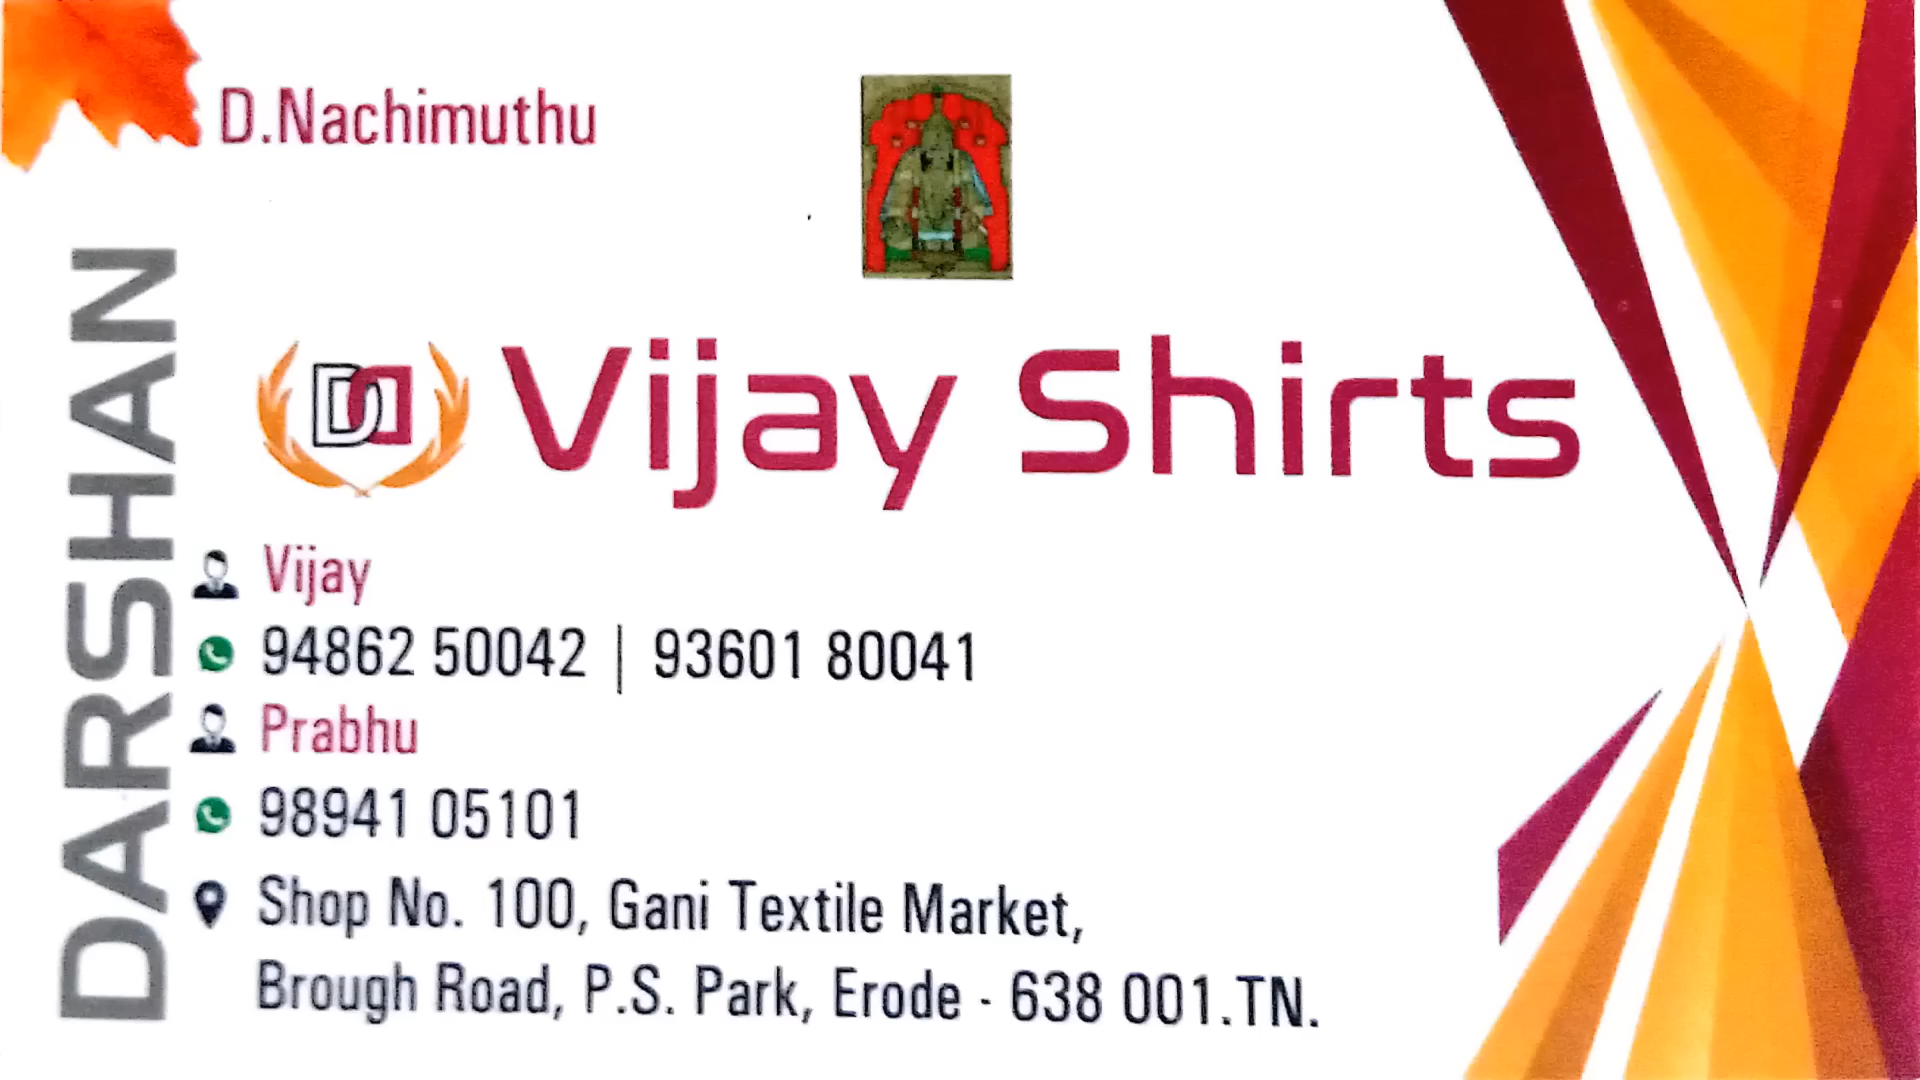 D.Nachimuthu
DARSHAN
DD Vijay Shirts
Vijay
94862 50042 | 93601 80041
Prabhu
98941 05101
Shop No. 100, Gani Textile Market,
Brough Road, P.S. Park, Erode - 638 001.TN.